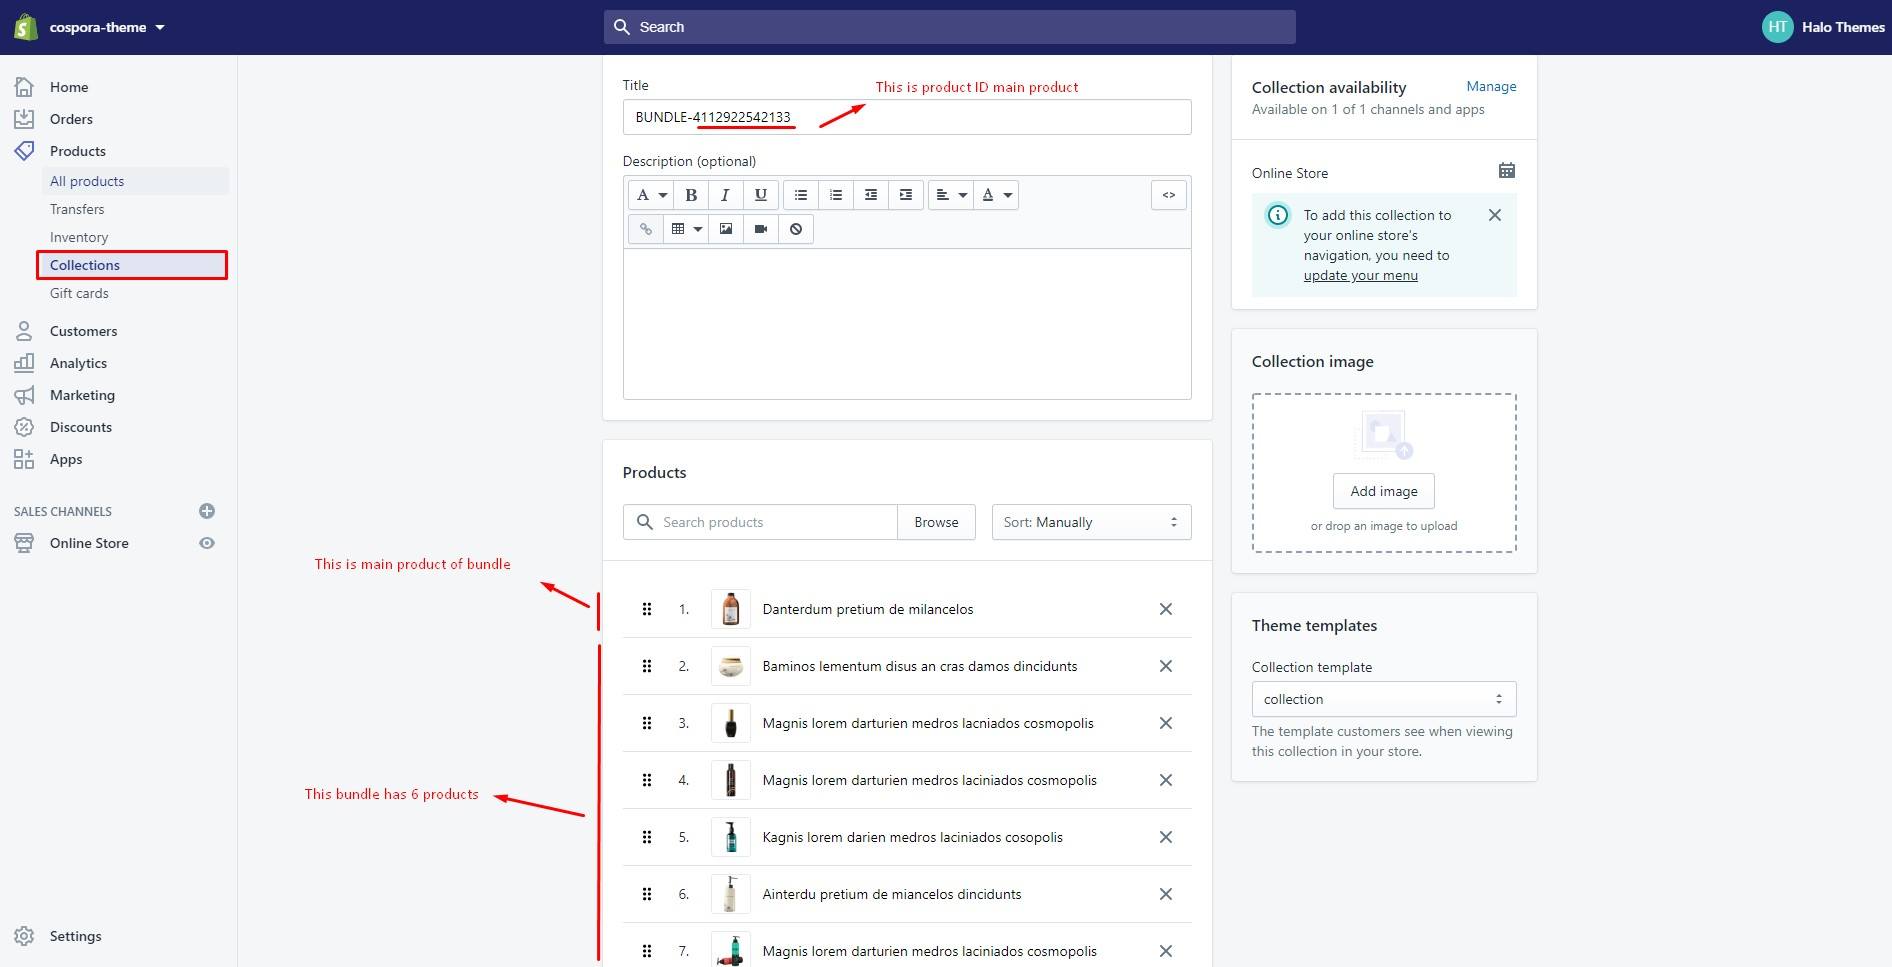 cospora-theme
Search
HT Halo Themes
Home
Orders
Products
All products
Transfers
Inventory
Collections
Gift cards
Customers
Analytics
Marketing
Discounts
Apps
SALES CHANNELS
Online Store
Settings
Title
This is product ID main product
BUNDLE-4112922542133
Description (optional)
A B I U A <>
Products
Search products Browse Sort: Manually
This is main product of bundle
1. Danterdum pretium de milancelos
2. Baminos lementum disus an cras damos dincidunts
3. Magnis lorem darturien medros lacniados cosmopolis
4. Magnis lorem darturien medros laciniados cosmopolis
This bundle has 6 products
5. Kagnis lorem darien medros laciniados cosopolis
6. Ainterdu pretium de miancelos dincidunts
7. Magnis lorem darturien medros laciniados cosmopolis
Collection availability Manage
Available on 1 of 1 channels and apps
Online Store
To add this collection to
your online store's
navigation, you need to
update your menu
Collection image
Add image
or drop an image to upload
Theme templates
Collection template
collection
The template customers see when viewing
this collection in your store.